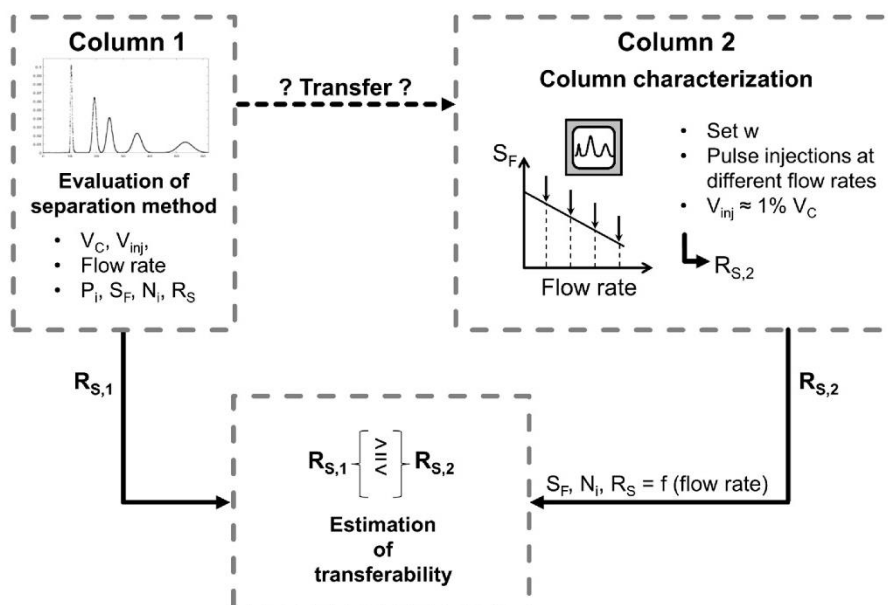 Column 1
Evaluation of
separation method
• V_C, V_inj,
• Flow rate
• P_i, S_F, N_i, R_S
? Transfer ?
Column 2
Column characterization
S_F
Flow rate
• Set w
• Pulse injections at
different flow rates
• V_inj ≈ 1% V_C
R_S,2
R_S,1
R_S,2
R_S,1 { > = < } R_S,2
S_F, N_i, R_S = f (flow rate)
Estimation
of
transferability